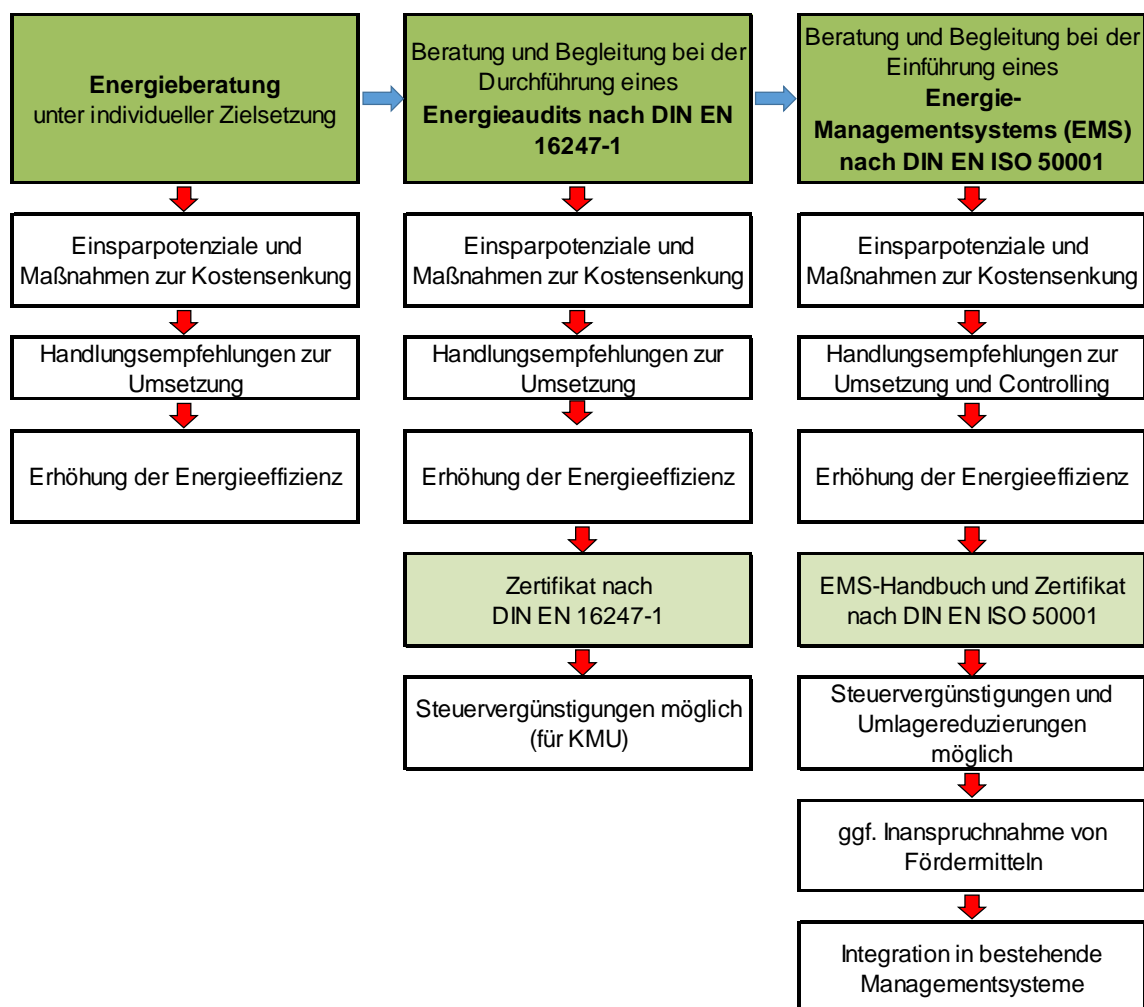 Energieberatung
unter individueller Zielsetzung
Einsparpotenziale und
Maßnahmen zur Kostensenkung
Handlungsempfehlungen zur
Umsetzung
Erhöhung der Energieeffizienz
Beratung und Begleitung bei der
Durchführung eines
Energieaudits nach DIN EN
16247-1
Einsparpotenziale und
Maßnahmen zur Kostensenkung
Handlungsempfehlungen zur
Umsetzung
Erhöhung der Energieeffizienz
Zertifikat nach
DIN EN 16247-1
Steuervergünstigungen möglich
(für KMU)
Beratung und Begleitung bei der
Einführung eines
Energie-
Managementsystems (EMS)
nach DIN EN ISO 50001
Einsparpotenziale und
Maßnahmen zur Kostensenkung
Handlungsempfehlungen zur
Umsetzung und Controlling
Erhöhung der Energieeffizienz
EMS-Handbuch und Zertifikat
nach DIN EN ISO 50001
Steuervergünstigungen und
Umlagereduzierungen
möglich
ggf. Inanspruchnahme von
Fördermitteln
Integration in bestehende
Managementsysteme